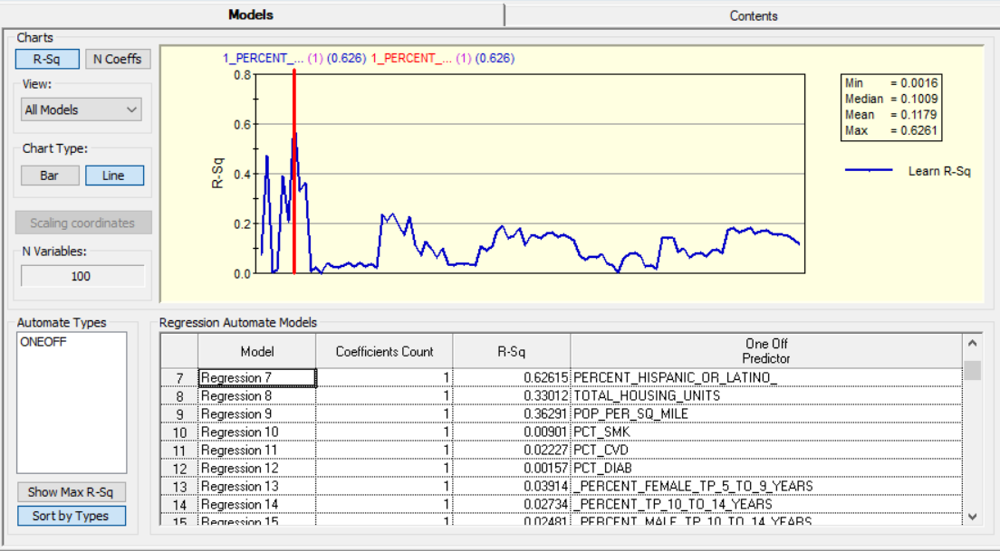 Models
Contents
Charts
R-Sq
N Coeffs
View:
All Models
Chart Type:
Bar
Line
Scaling coordinates
N Variables:
100
1_PERCENT_... (1) (0.626) 1_PERCENT_... (1) (0.626)
0.8
0.6
0.4
0.2
0.0
R-Sq
Min = 0.0016
Median = 0.1009
Mean = 0.1179
Max = 0.6261
Learn R-Sq
Automate Types
ONEOFF
Show Max R-Sq
Sort by Types
Regression Automate Models
Model Coefficients Count R-Sq One Off
Predictor
7 Regression 7 1 0.62615 PERCENT_HISPANIC_OR_LATINO_
8 Regression 8 1 0.33012 TOTAL_HOUSING_UNITS
9 Regression 9 1 0.36291 POP_PER_SQ_MILE
10 Regression 10 1 0.00901 PCT_SMK
11 Regression 11 1 0.02227 PCT_CVD
12 Regression 12 1 0.00157 PCT_DIAB
13 Regression 13 1 0.03914 _PERCENT_FEMALE_TP_5_TO_9_YEARS
14 Regression 14 1 0.02734 _PERCENT_TP_10_TO_14_YEARS
15 Regression 15 1 0.02481 _PERCENT_MALE_TP_10_TO_14_YEARS